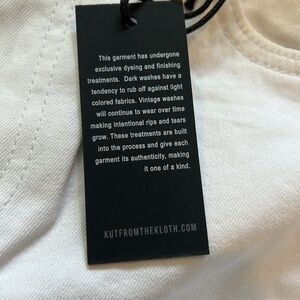 This garment has undergone
exclusive dyeing and finishing
treatments. Dark washes have a
tendency to rub off against light
colored fabrics. Vintage washes
will continue to wear over time
making intentional rips and tears
grow. These treatments are built
into the process and give each
garment its authenticity, making
it one of a kind.
KUTFROMTHEKLOTH.COM